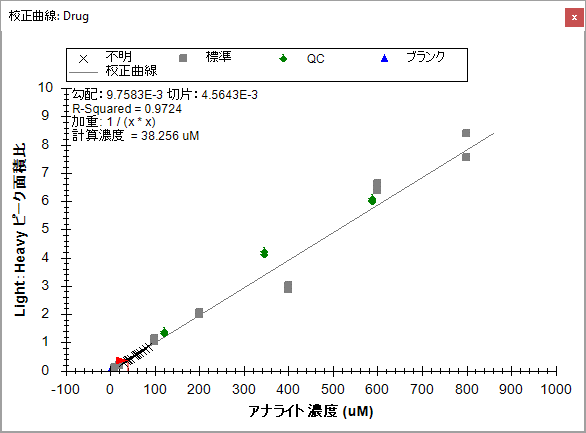 校正曲線: Drug
x
不明 標準 QC ブランク
校正曲線
勾配: 9.7583E-3 切片: 4.5643E-3
R-Squared = 0.9724
加重: 1 / (x * x)
計算濃度 = 38.256 uM
Light: Heavy ピーク面積比
10
9
8
7
6
5
4
3
2
1
0
-100 0 100 200 300 400 500 600 700 800 900 1000
アナライト濃度 (uM)